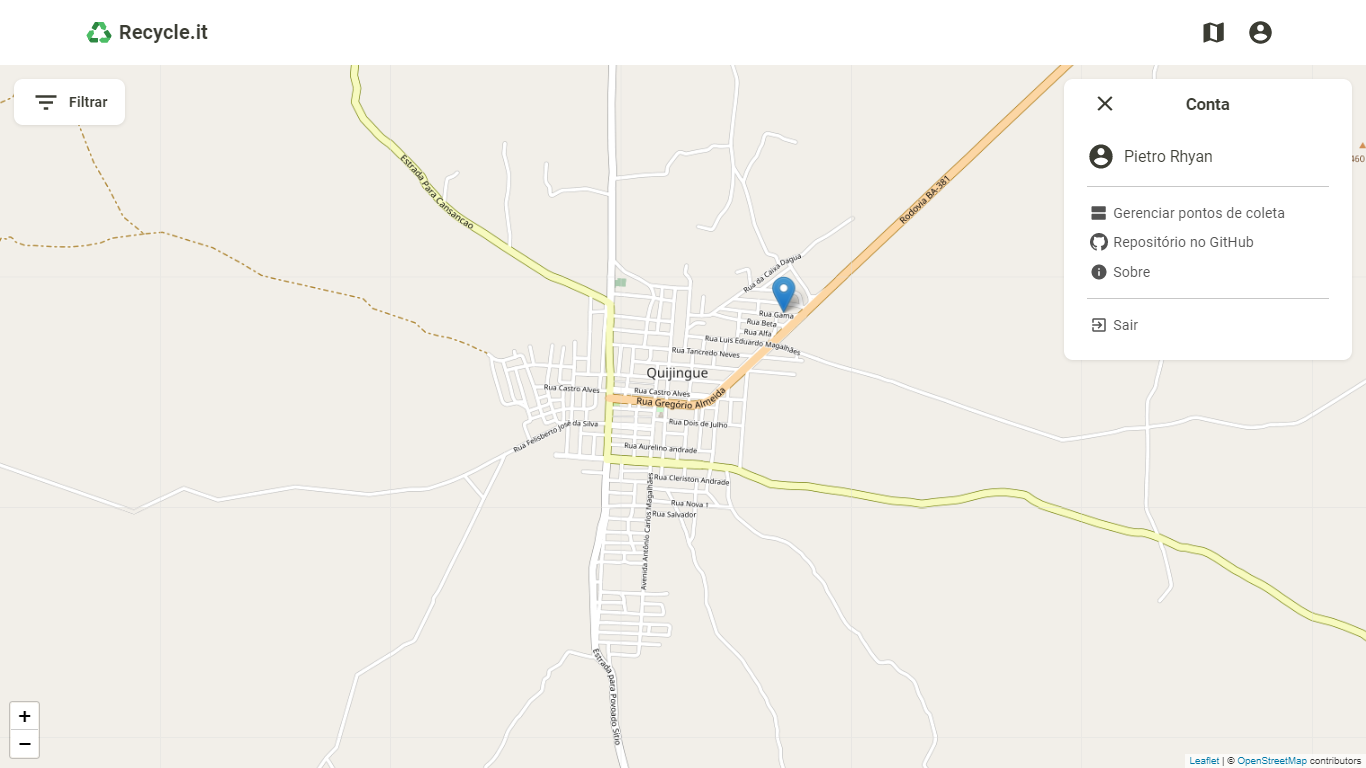 Recycle.it
Filtrar
Conta
Pietro Rhyan
Gerenciar pontos de coleta
Repositório no GitHub
Sobre
Sair
460
Estrada Para Cansancao
Rodovia BA-381
Rua da Caixa Dagua
Rua Gama
Rua Beta
Rua Alfa
Rua Luis Eduardo Magalhães
Rua Tancredo Neves
Quijingue
Rua Castro Alves
Rua Castro Alves
Rua Gregório Almeida
Rua Dois de Julho
Rua Felisberto José da Silva
Rua Aurelino andrade
Rua Cleriston Andrade
Rua Nova 1
Rua Salvador
Avenida Antônio Carlos Magalhães
Estrada para Povoado Sitio
+
−
Leaflet | © OpenStreetMap contributors